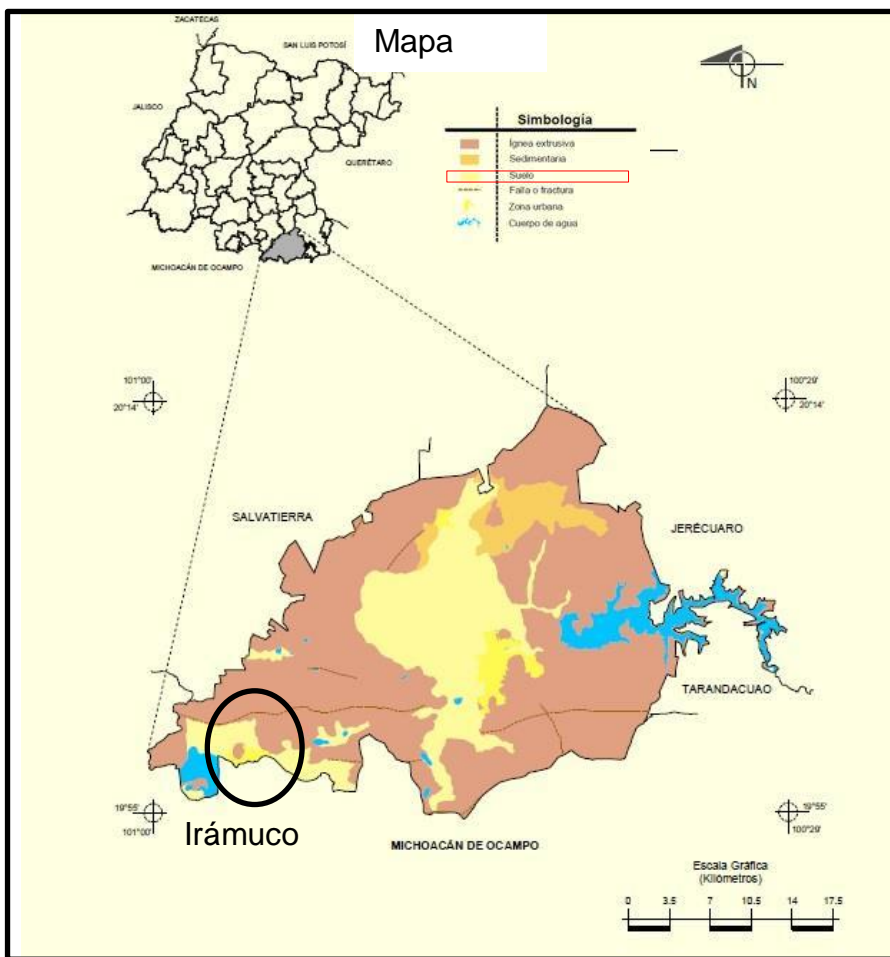 ZACATECAS
SAN LUIS POTOSÍ
Mapa
JALISCO
QUERÉTARO
MICHOACÁN DE OCAMPO
N
Simbología
Ígnea extrusiva
Sedimentaria
Suelo
Falla o fractura
Zona urbana
Cuerpo de agua
101°00'
20°14'
100°29'
20°14'
SALVATIERRA
JERÉCUARO
TARANDACUAO
19°55'
101°00'
Irámuco
19°55'
100°29'
MICHOACÁN DE OCAMPO
Escala Gráfica
(Kilómetros)
0 3.5 7 10.5 14 17.5